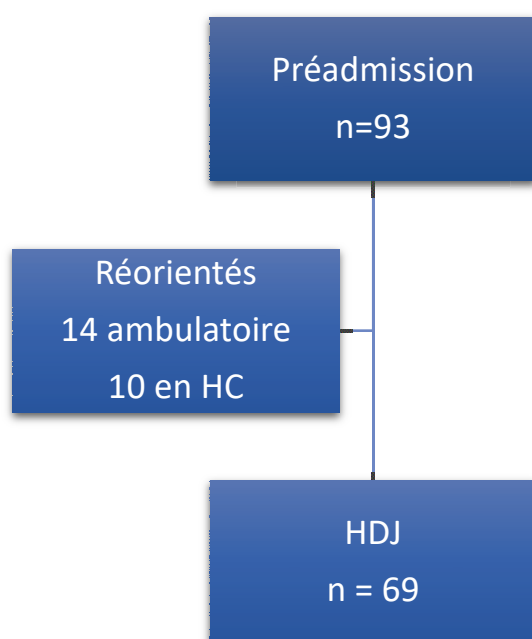 Préadmission
n=93
Réorientés
14 ambulatoire
10 en HC
HDJ
n = 69